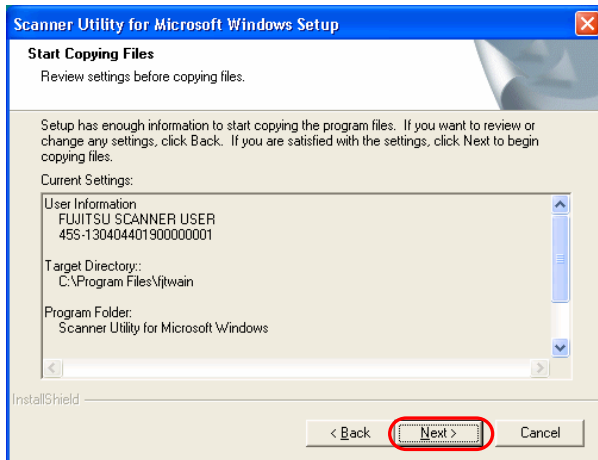 Scanner Utility for Microsoft Windows Setup
Start Copying Files
Review settings before copying files.
Setup has enough information to start copying the program files. If you want to review or
change any settings, click Back. If you are satisfied with the settings, click Next to begin
copying files.
Current Settings:
User Information
FUJITSU SCANNER USER
45S-130404401900000001
Target Directory::
C:\Program Files\fjtwain
Program Folder:
Scanner Utility for Microsoft Windows
InstallShield
< Back
Next >
Cancel